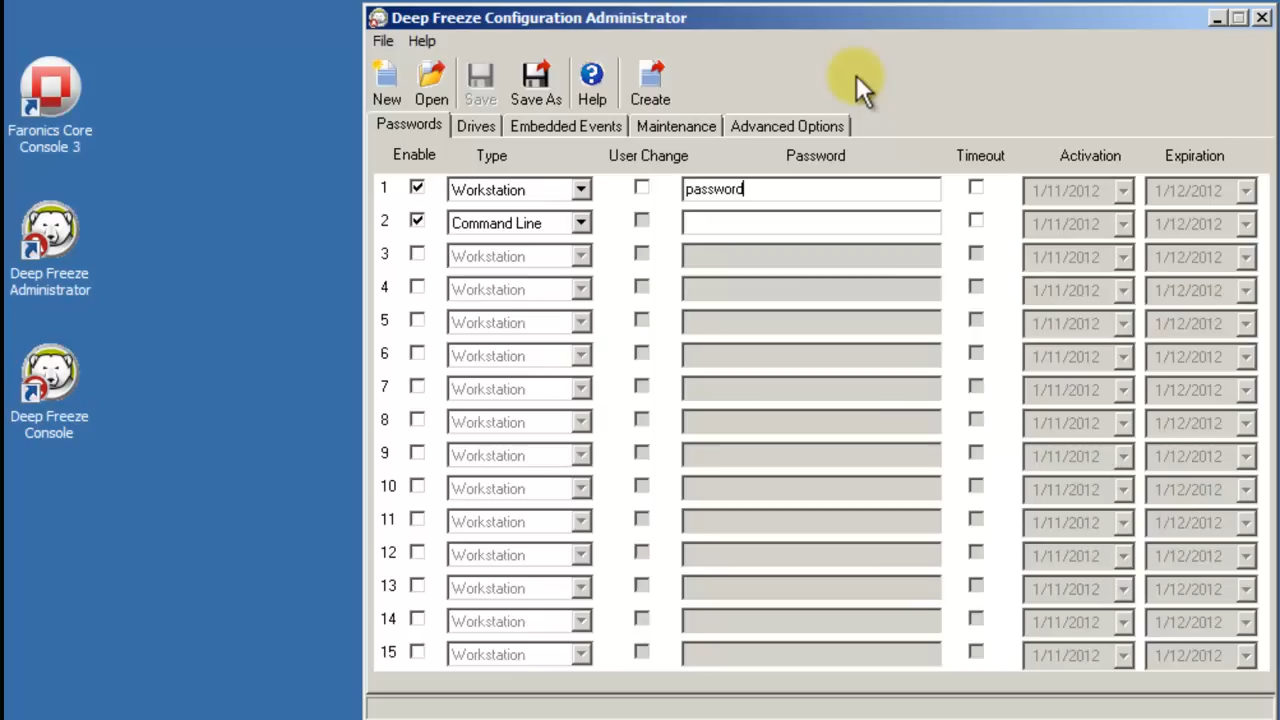 Deep Freeze Configuration Administrator
File Help
New Open Save Save As Help Create
Passwords Drives Embedded Events Maintenance Advanced Options
Enable Type User Change Password Timeout Activation Expiration
1 Workstation password 1/11/2012 1/12/2012
2 Command Line 1/11/2012 1/12/2012
3 Workstation 1/11/2012 1/12/2012
4 Workstation 1/11/2012 1/12/2012
5 Workstation 1/11/2012 1/12/2012
6 Workstation 1/11/2012 1/12/2012
7 Workstation 1/11/2012 1/12/2012
8 Workstation 1/11/2012 1/12/2012
9 Workstation 1/11/2012 1/12/2012
10 Workstation 1/11/2012 1/12/2012
11 Workstation 1/11/2012 1/12/2012
12 Workstation 1/11/2012 1/12/2012
13 Workstation 1/11/2012 1/12/2012
14 Workstation 1/11/2012 1/12/2012
15 Workstation 1/11/2012 1/12/2012
Faronics Core
Console 3
Deep Freeze
Administrator
Deep Freeze
Console